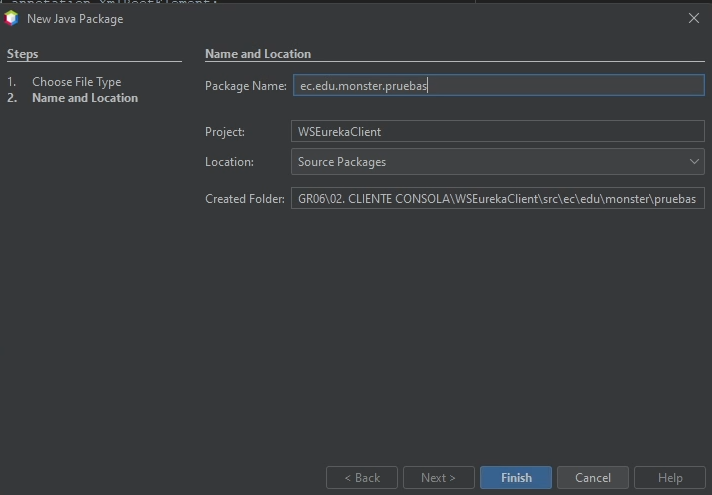 New Java Package
Steps
1. Choose File Type
2. Name and Location
Name and Location
Package Name: ec.edu.monster.pruebas
Project: WSEurekaClient
Location: Source Packages
Created Folder: GR06\02. CLIENTE CONSOLA\WSEurekaClient\src\ec\edu\monster\pruebas
< Back Next > Finish Cancel Help